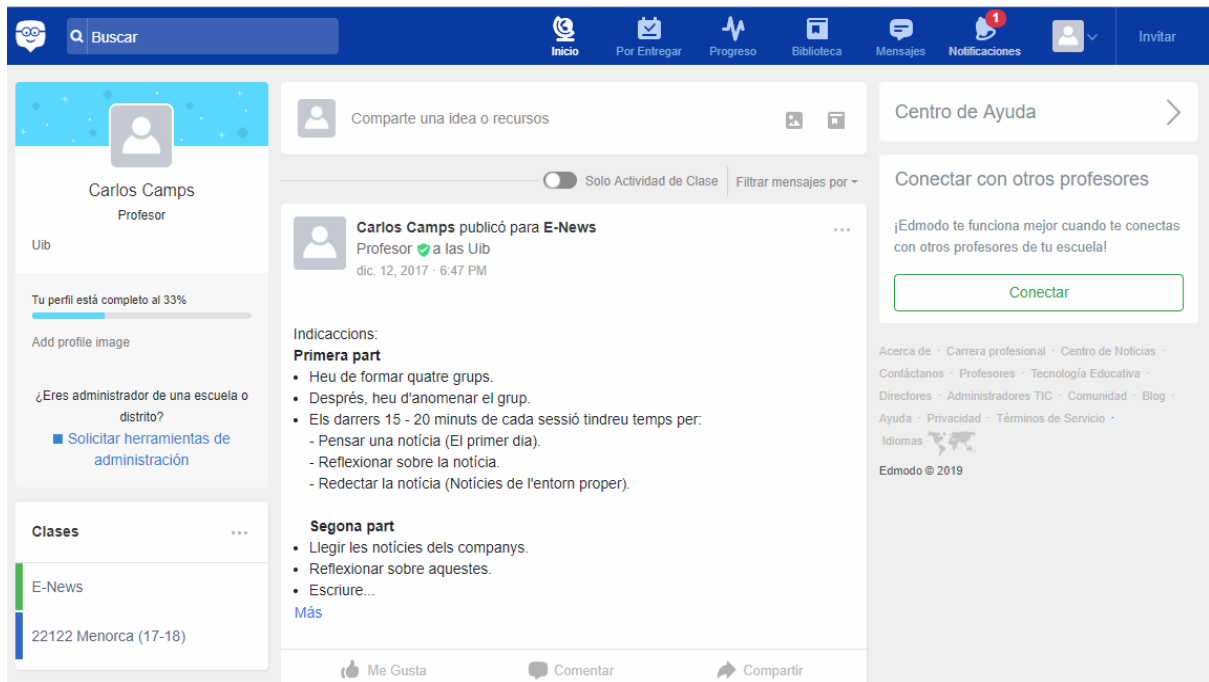 Buscar
Inicio
Por Entregar
Progreso
Biblioteca
Mensajes
1
Notificaciones
Invitar
Carlos Camps
Profesor
Uib
Tu perfil está completo al 33%
Add profile image
¿Eres administrador de una escuela o
distrito?
Solicitar herramientas de
administración
Clases
E-News
22122 Menorca (17-18)
Comparte una idea o recursos
Solo Actividad de Clase
Filtrar mensajes por
Carlos Camps publicó para E-News
Profesor a las Uib
dic. 12, 2017 · 6:47 PM
Indicaccions:
Primera part
• Heu de formar quatre grups.
• Després, heu d'anomenar el grup.
• Els darrers 15 - 20 minuts de cada sessió tindreu temps per:
- Pensar una notícia (El primer dia).
- Reflexionar sobre la notícia.
- Redectar la notícia (Notícies de l'entorn proper).
Segona part
• Llegir les notícies dels companys.
• Reflexionar sobre aquestes.
• Escriure...
Más
Me Gusta
Comentar
Compartir
Centro de Ayuda
Conectar con otros profesores
¡Edmodo te funciona mejor cuando te conectas
con otros profesores de tu escuela!
Conectar
Acerca de · Carrera profesional · Centro de Noticias ·
Contáctanos · Profesores · Tecnología Educativa ·
Directores · Administradores TIC · Comunidad · Blog ·
Ayuda · Privacidad · Términos de Servicio ·
Idiomas
Edmodo © 2019